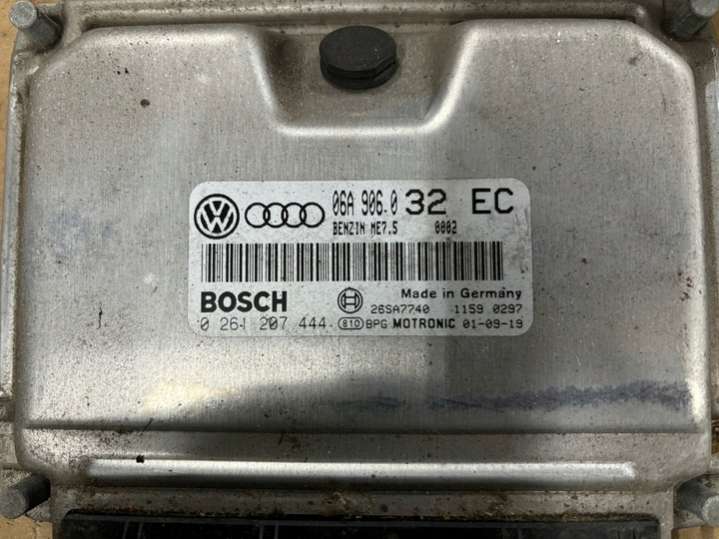 06A 906.0 32 EC
BENZIN ME7.5 0002
BOSCH Made in Germany
26SA7740 1159 0297
0 261 207 444 810 BPG MOTRONIC 01-09-19